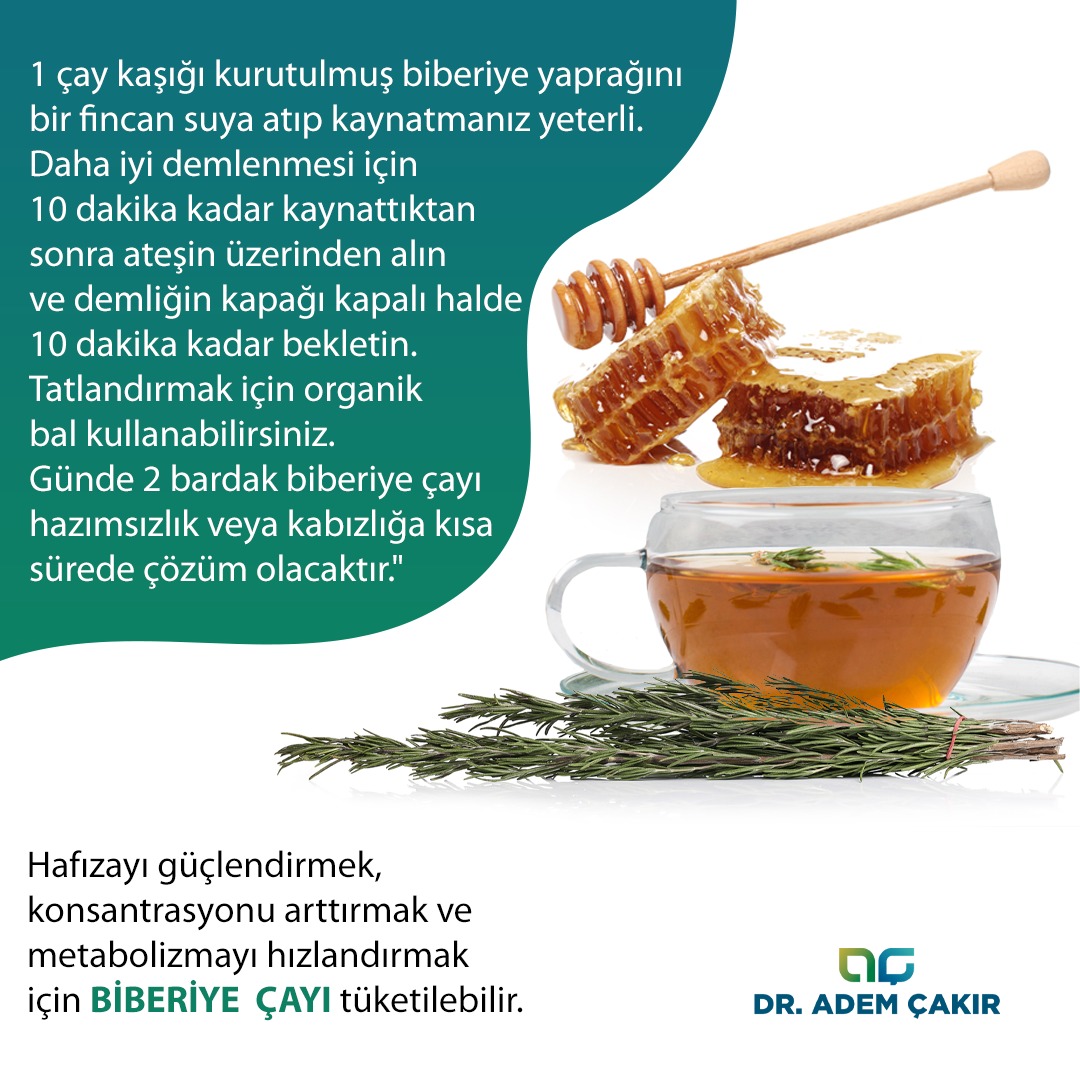 1 çay kaşığı kurutulmuş biberiye yaprağını
bir fincan suya atıp kaynatmanız yeterli.
Daha iyi demlenmesi için
10 dakika kadar kaynattıktan
sonra ateşin üzerinden alın
ve demliğin kapağı kapalı halde
10 dakika kadar bekletin.
Tatlandırmak için organik
bal kullanabilirsiniz.
Günde 2 bardak biberiye çayı
hazımsızlık veya kabızlığa kısa
sürede çözüm olacaktır."
Hafızayı güçlendirmek,
konsantrasyonu arttırmak ve
metabolizmayı hızlandırmak
için BİBERİYE ÇAYI tüketilebilir.
DR. ADEM ÇAKIR